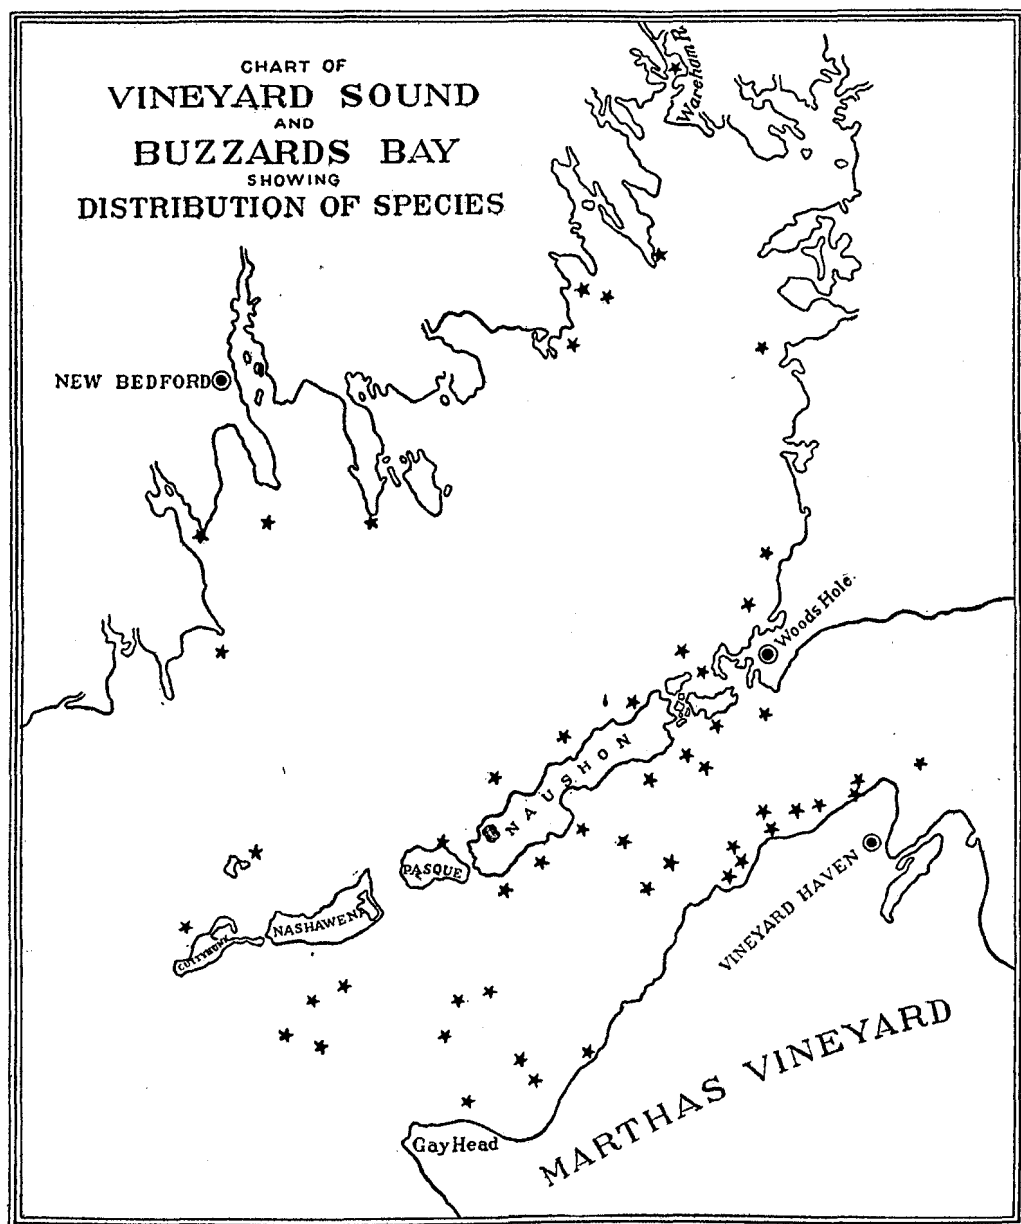 CHART OF
VINEYARD SOUND
AND
BUZZARDS BAY
SHOWING
DISTRIBUTION OF SPECIES
Wareham R.
NEW BEDFORD
Woods Hole.
NAUSHON
PASQUE
NASHAWENA
CUTTYHUNK
VINEYARD HAVEN
MARTHAS VINEYARD
Gay Head